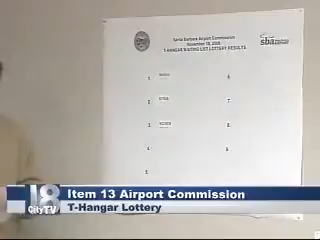 Santa Barbara Airport Commission
November 18, 2009
T-HANGAR WAITING LIST LOTTERY RESULTS
sba
1.
2.
3.
4.
5.
6.
7.
8.
9.
Item 13 Airport Commission
T-Hangar Lottery
18
CityTV